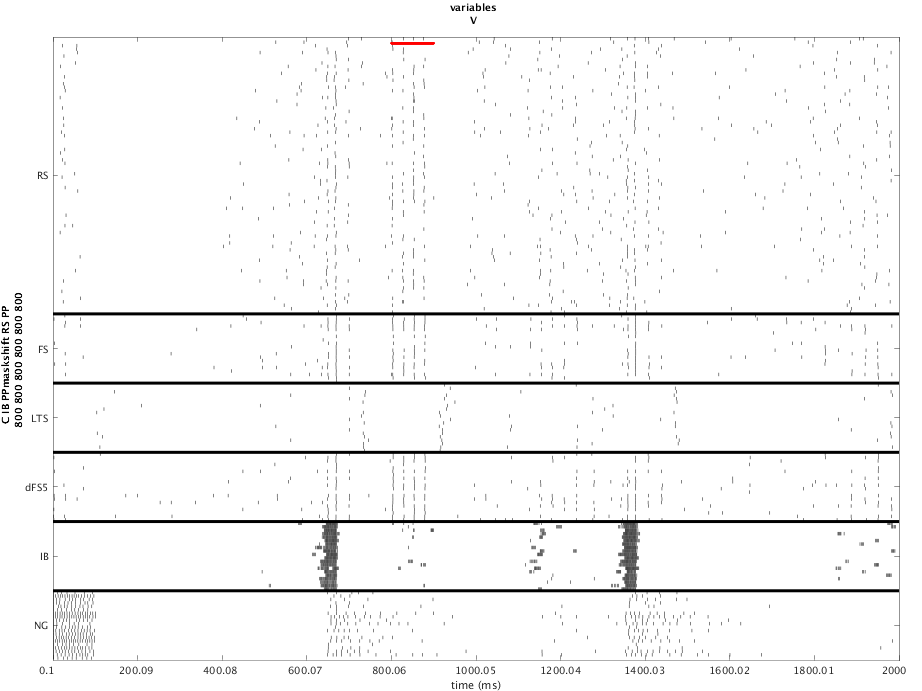 variables
V
RS
FS
LTS
dFS5
IB
NG
C IB PPmaskshift RS PP
800 800 800 800 800 800
0.1 200.09 400.08 600.07 800.06 1000.05 1200.04 1400.03 1600.02 1800.01 2000
time (ms)